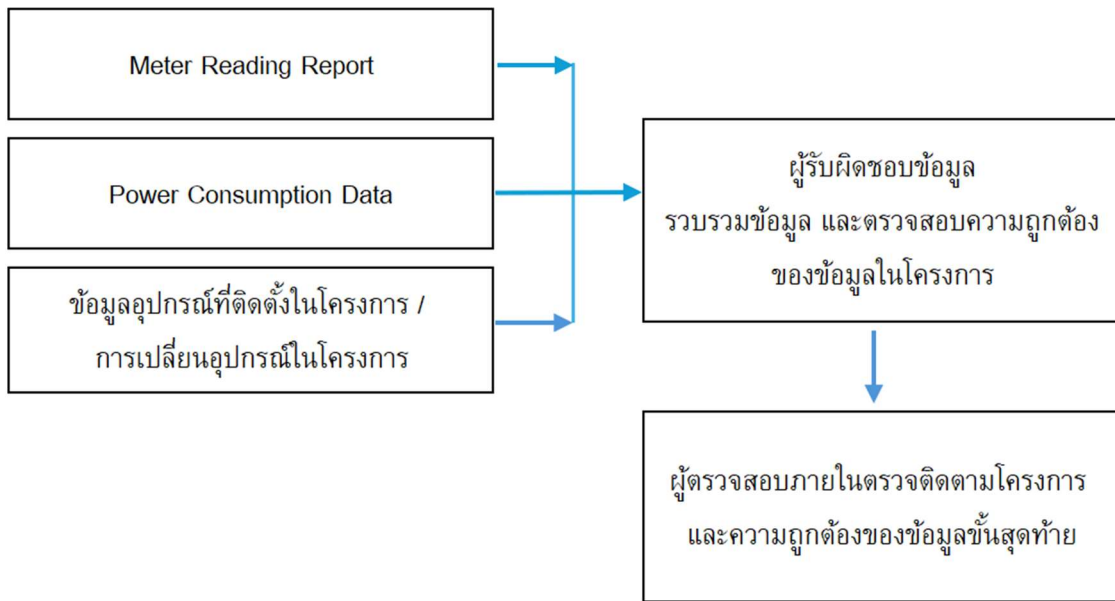 Meter Reading Report
Power Consumption Data
ข้อมูลอุปกรณ์ที่ติดตั้งในโครงการ /
การเปลี่ยนอุปกรณ์ในโครงการ
ผู้รับผิดชอบข้อมูล
รวบรวมข้อมูล และตรวจสอบความถูกต้อง
ของข้อมูลในโครงการ
ผู้ตรวจสอบภายในตรวจติดตามโครงการ
และความถูกต้องของข้อมูลขั้นสุดท้าย